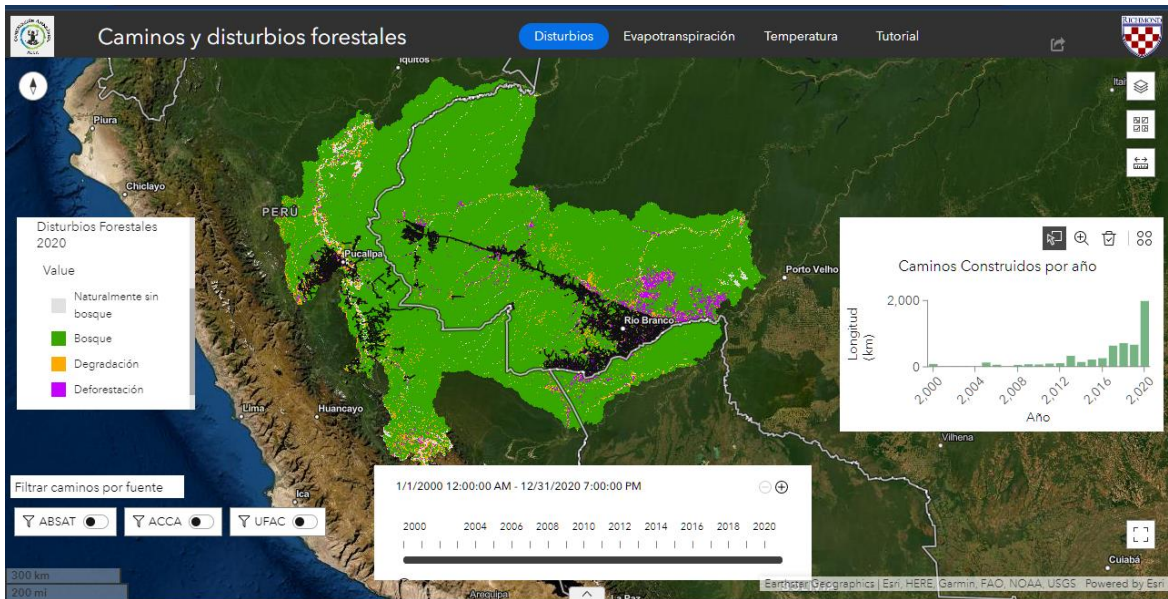 Caminos y disturbios forestales
Disturbios
Evapotranspiración
Temperatura
Tutorial
RICHMOND
ACCA
Iquitos
Piura
Chiclayo
PERÚ
Pucallpa
Porto Velho
Rio Branco
Disturbios Forestales
2020
Value
Naturalmente sin
bosque
Bosque
Degradación
Deforestación
Caminos Construidos por año
Longitud
(km)
2,000
0
2,000
2,004
2,008
2,012
2,016
2,020
Año
Lima
Huancayo
Vilhena
Ica
Filtrar caminos por fuente
ABSAT
ACCA
UFAC
1/1/2000 12:00:00 AM - 12/31/2020 7:00:00 PM
2000 2004 2006 2008 2010 2012 2014 2016 2018 2020
300 km
200 mi
Arequipa
La Paz
Cuiabá
Earthstar Geographics | Esri, HERE, Garmin, FAO, NOAA, USGS Powered by Esri